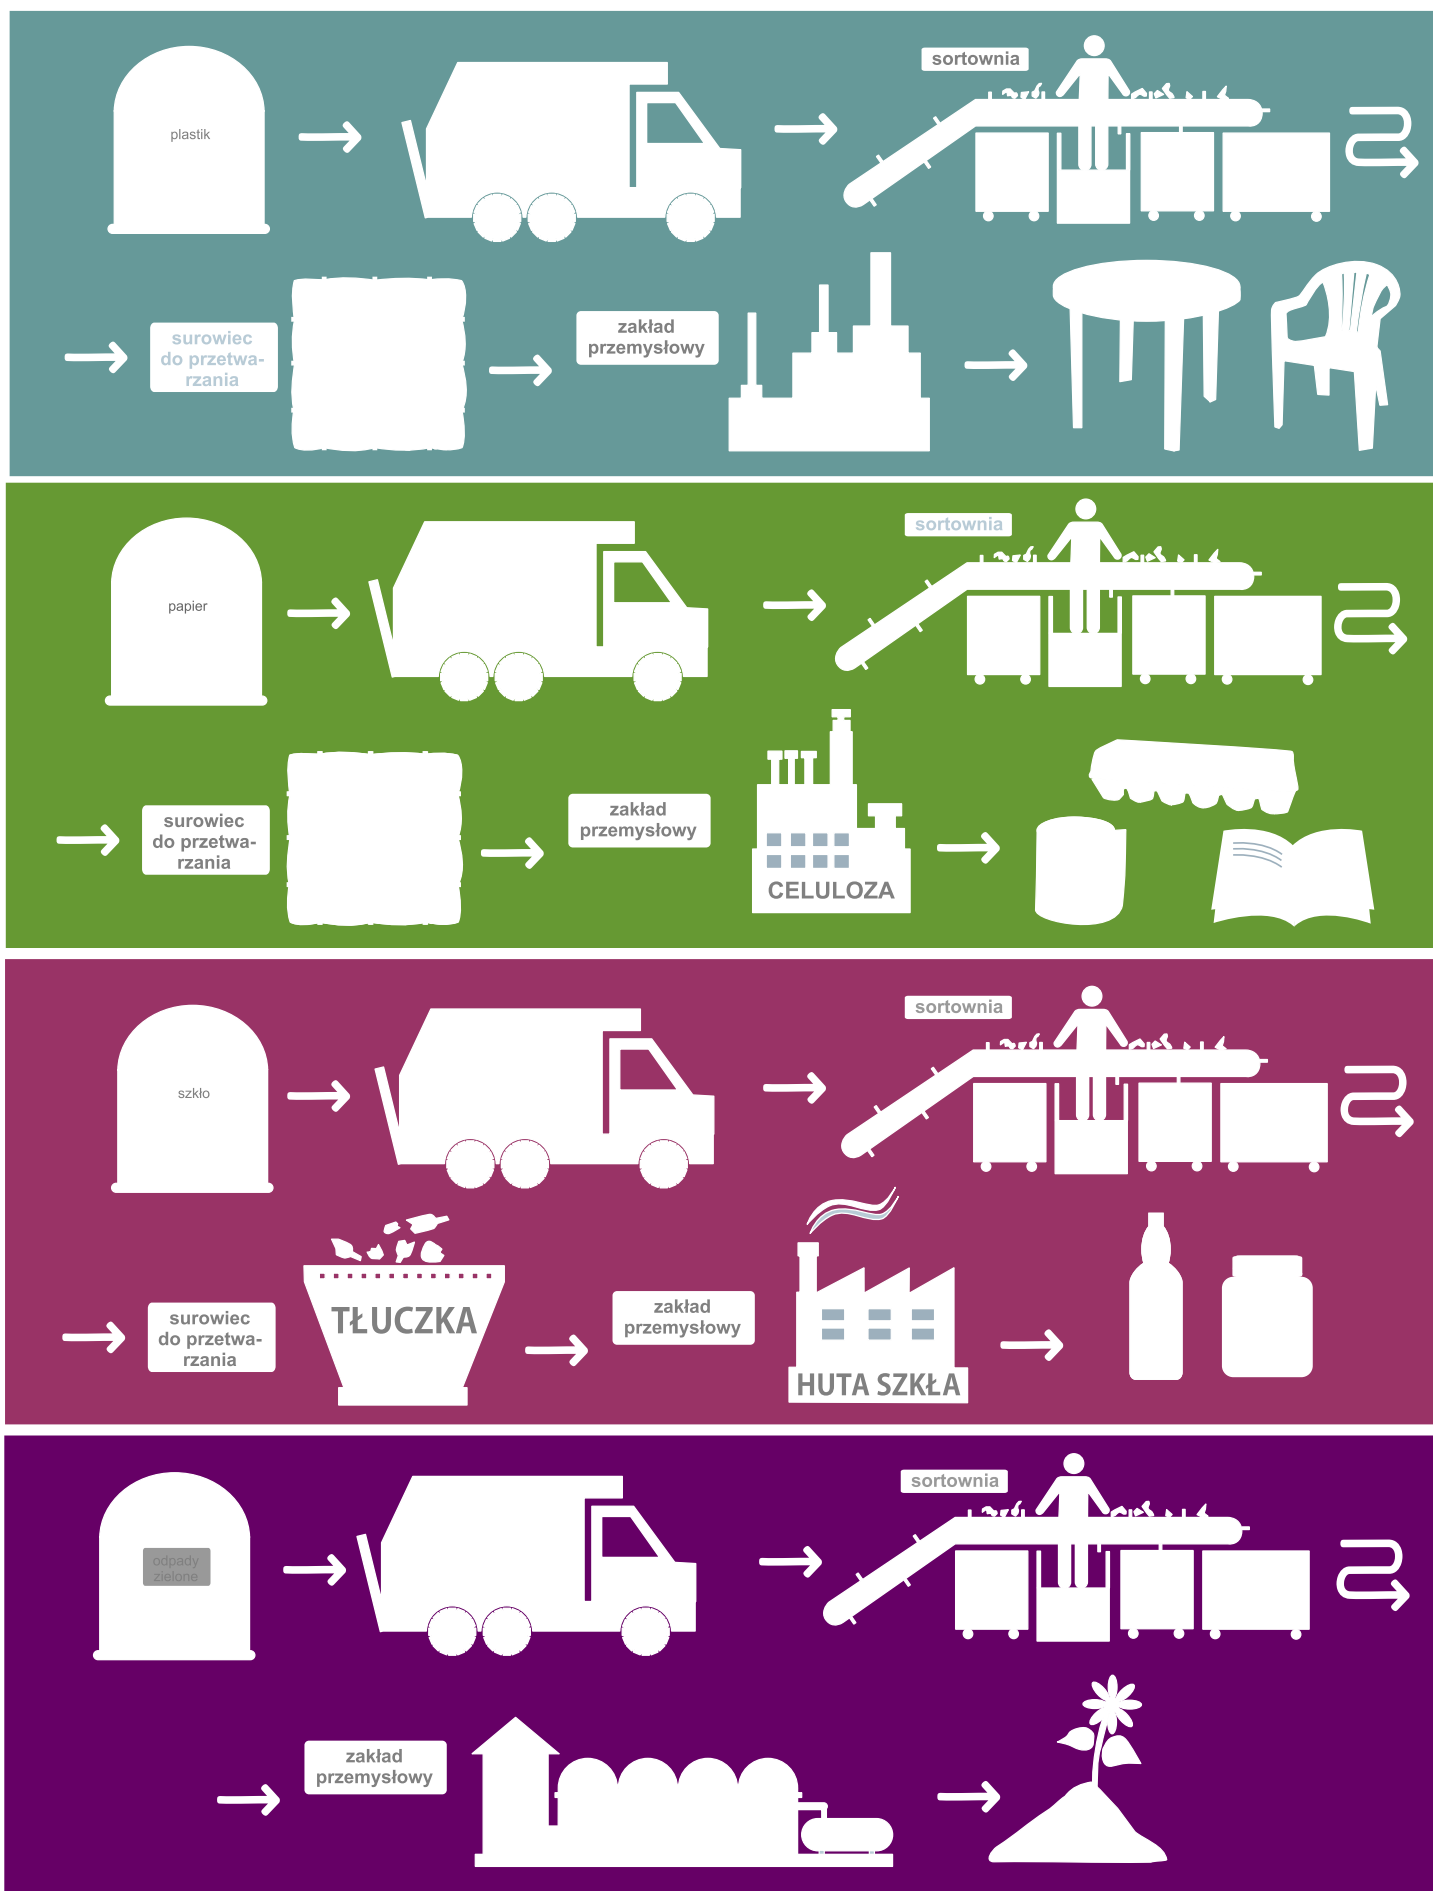 plastik
sortownia
surowiec
do przetwa-
rzania
zakład
przemysłowy
papier
sortownia
surowiec
do przetwa-
rzania
zakład
przemysłowy
CELULOZA
szkło
sortownia
surowiec
do przetwa-
rzania
TŁUCZKA
zakład
przemysłowy
HUTA SZKŁA
odpady
zielone
sortownia
zakład
przemysłowy